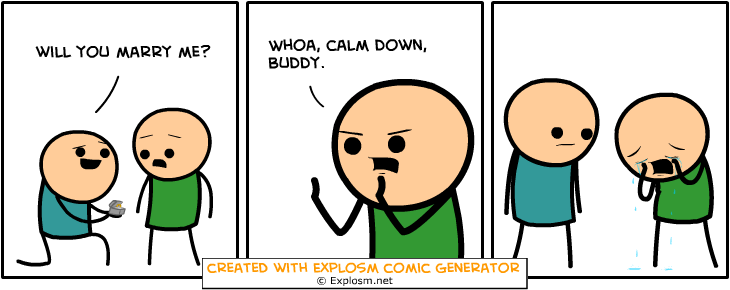 WILL YOU MARRY ME?
WHOA, CALM DOWN,
BUDDY.
CREATED WITH EXPLOSM COMIC GENERATOR
© Explosm.net